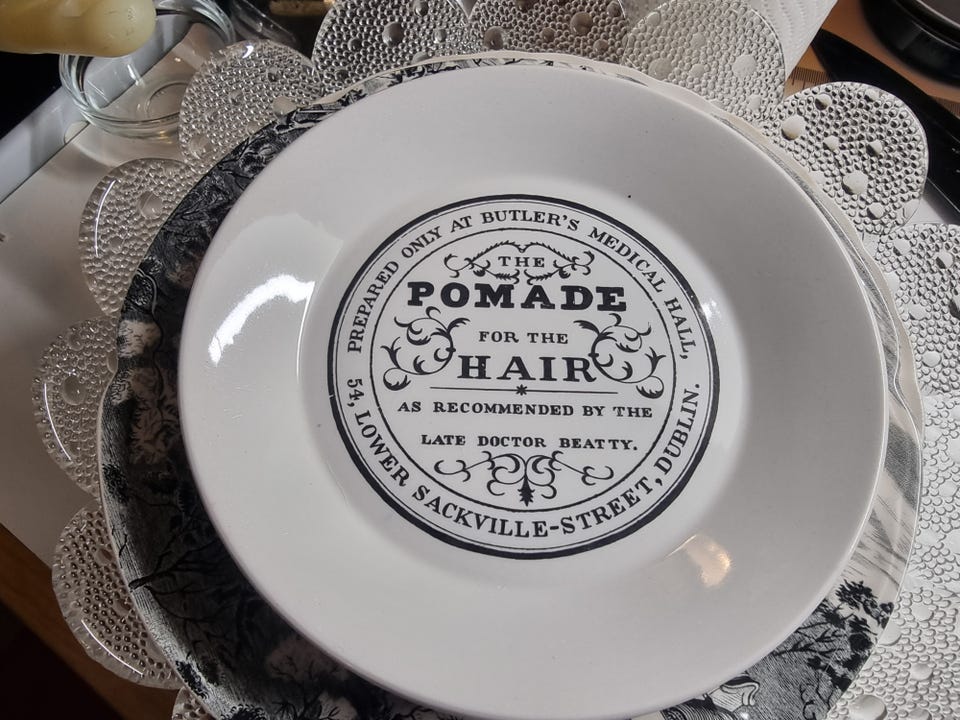 PREPARED ONLY AT BUTLER'S MEDICAL HALL,
THE
POMADE
FOR THE
HAIR
AS RECOMMENDED BY THE
LATE DOCTOR BEATTY.
54, LOWER SACKVILLE-STREET, DUBLIN.